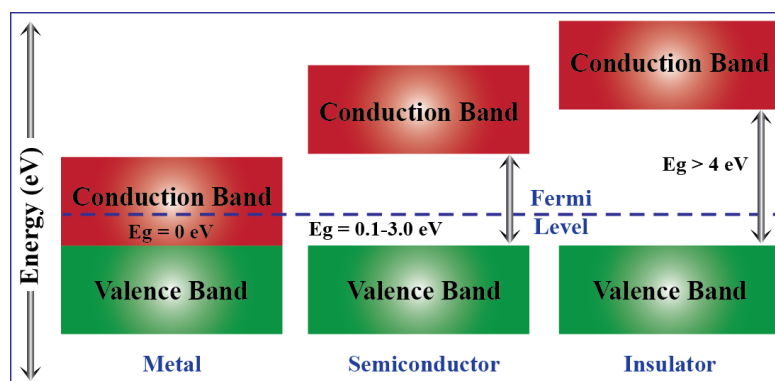 Energy (eV)
Conduction Band
Eg = 0 eV
Valence Band
Metal
Conduction Band
Eg = 0.1-3.0 eV
Valence Band
Semiconductor
Fermi
Level
Conduction Band
Eg > 4 eV
Valence Band
Insulator